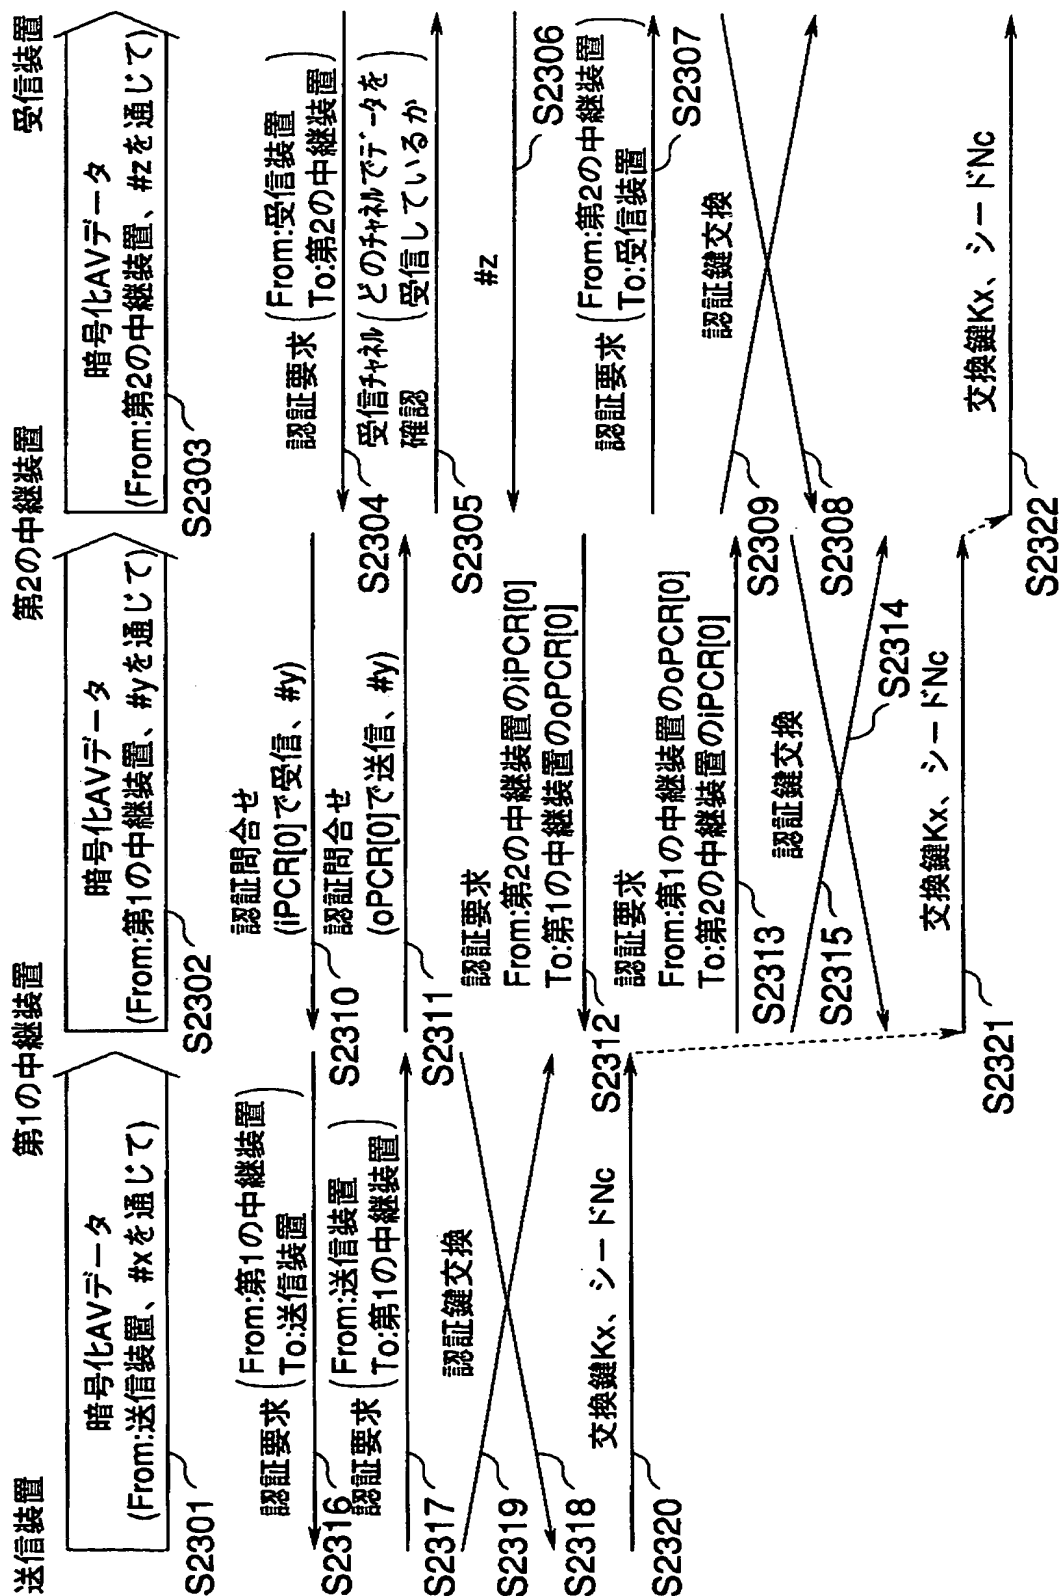 送信装置
第1の中継装置
第2の中継装置
受信装置
暗号化AVデータ
(From:送信装置、#xを通じて)
S2301
暗号化AVデータ
(From:第1の中継装置、#yを通じて)
S2302
暗号化AVデータ
(From:第2の中継装置、#zを通じて)
S2303
認証要求
(From:受信装置
To:第2の中継装置)
S2304
受信チャネル
確認
(どのチャネルでデータを
受信しているか
S2305
#z
S2306
認証要求
(From:第2の中継装置
To:受信装置)
S2307
認証鍵交換
S2309
S2308
認証問合せ
(iPCR[0]で受信、#y)
S2310
認証問合せ
(oPCR[0]で送信、#y)
S2311
認証要求
From:第2の中継装置のiPCR[0]
To:第1の中継装置のoPCR[0]
S2312
認証要求
From:第1の中継装置のoPCR[0]
To:第2の中継装置のiPCR[0]
S2313
認証鍵交換
S2315
S2314
認証要求
(From:第1の中継装置
To:送信装置)
S2316
認証要求
(From:送信装置
To:第1の中継装置)
S2317
認証鍵交換
S2319
S2318
交換鍵Kx、シードNc
S2320
交換鍵Kx、シードNc
S2321
交換鍵Kx、シードNc
S2322